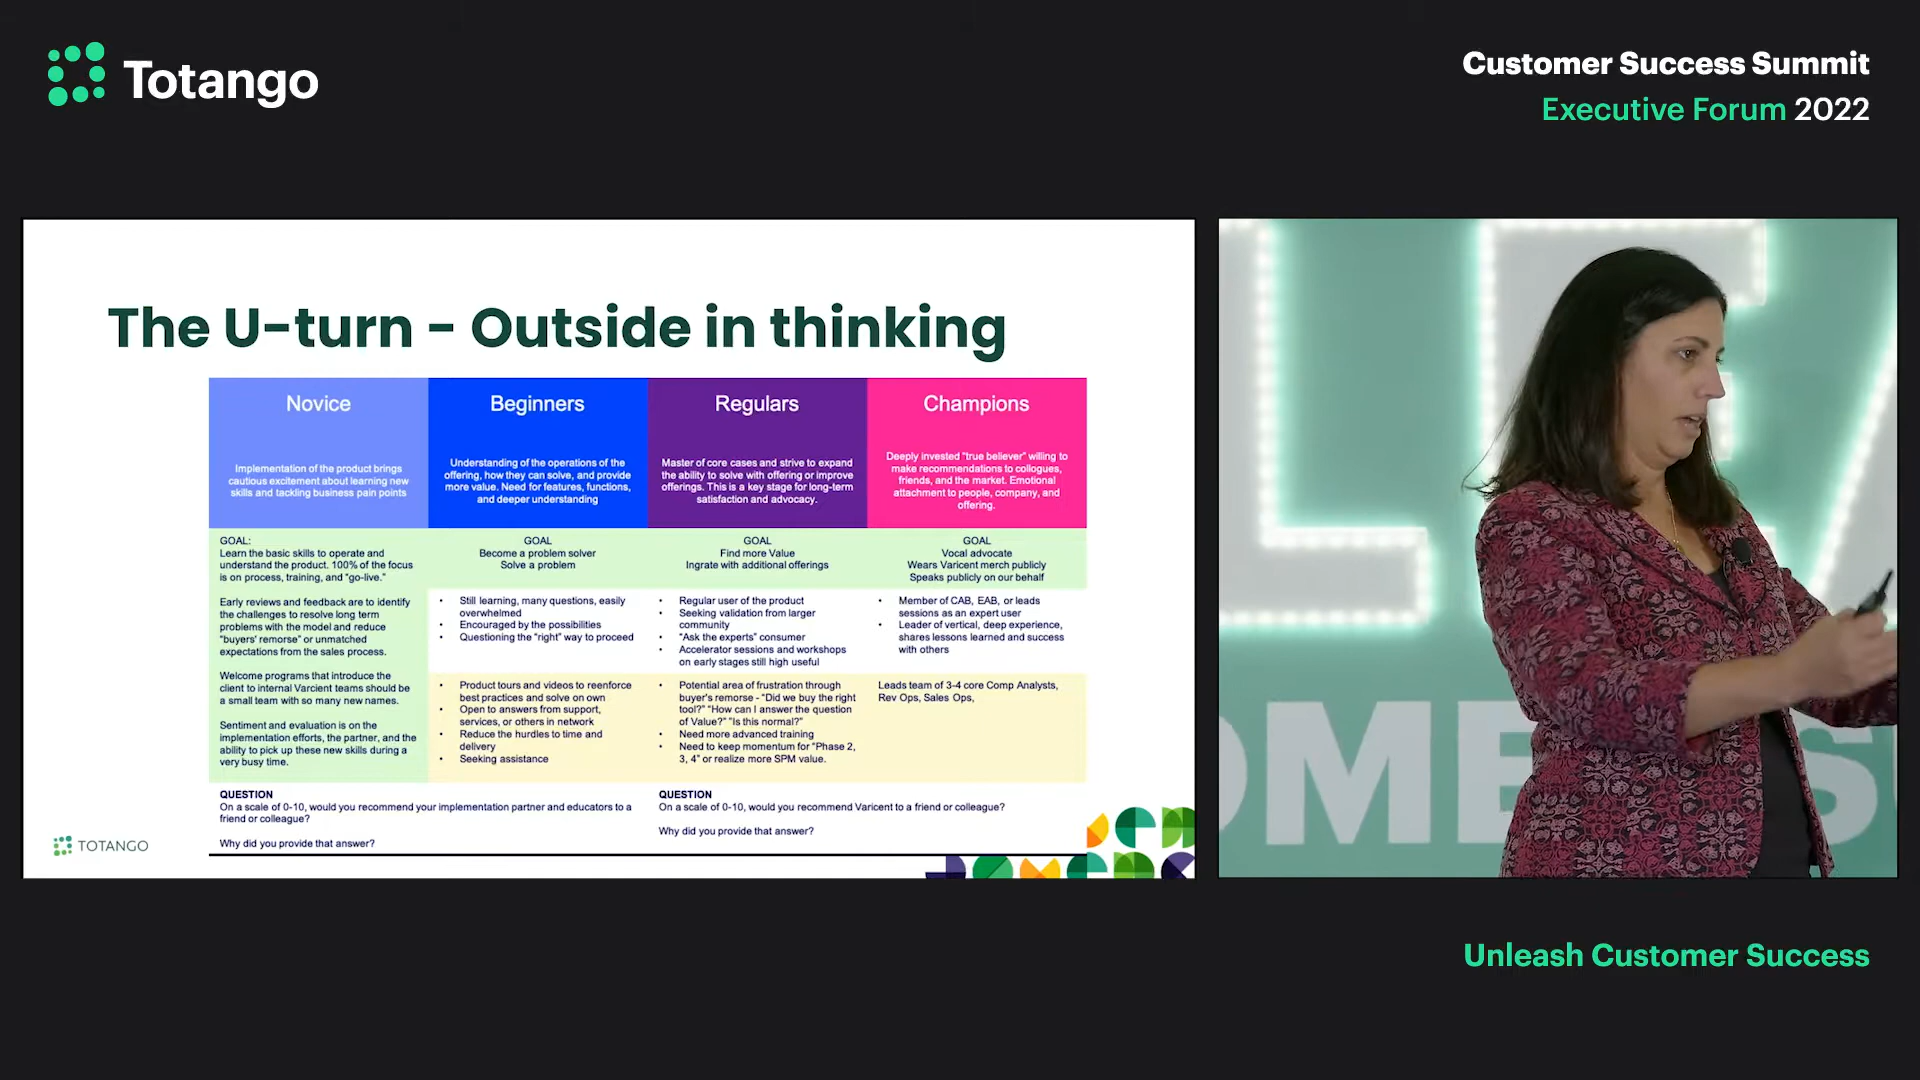 Totango
Customer Success Summit
Executive Forum 2022
The U-turn - Outside in thinking
Novice
Implementation of the product brings
cautious excitement about learning new
skills and tackling business pain points
Beginners
Understanding of the operations of the
offering, how they can solve, and provide
more value. Need for features, functions,
and deeper understanding
Regulars
Master of core cases and strive to expand
the ability to solve with offering or improve
offerings. This is a key stage for long-term
satisfaction and advocacy.
Champions
Deeply invested "true believer" willing to
make recommendations to collogues,
friends, and the market. Emotional
attachment to people, company, and
offering.
GOAL:
Learn the basic skills to operate and
understand the product. 100% of the focus
is on process, training, and "go-live."
Early reviews and feedback are to identify
the challenges to resolve long term
problems with the model and reduce
"buyers' remorse" or unmatched
expectations from the sales process.
Welcome programs that introduce the
client to internal Varcient teams should be
a small team with so many new names.
Sentiment and evaluation is on the
implementation efforts, the partner, and the
ability to pick up these new skills during a
very busy time.
GOAL
Become a problem solver
Solve a problem
• Still learning, many questions, easily
overwhelmed
• Encouraged by the possibilities
• Questioning the "right" way to proceed
• Product tours and videos to reenforce
best practices and solve on own
• Open to answers from support,
services, or others in network
• Reduce the hurdles to time and
delivery
• Seeking assistance
GOAL
Find more Value
Ingrate with additional offerings
• Regular user of the product
• Seeking validation from larger
community
• "Ask the experts" consumer
• Accelerator sessions and workshops
on early stages still high useful
• Potential area of frustration through
buyer's remorse - "Did we buy the right
tool?" "How can I answer the question
of Value?" "Is this normal?"
• Need more advanced training
• Need to keep momentum for "Phase 2,
3, 4" or realize more SPM value.
GOAL
Vocal advocate
Wears Varicent merch publicly
Speaks publicly on our behalf
• Member of CAB, EAB, or leads
sessions as an expert user
• Leader of vertical, deep experience,
shares lessons learned and success
with others
Leads team of 3-4 core Comp Analysts,
Rev Ops, Sales Ops,
QUESTION
On a scale of 0-10, would you recommend your implementation partner and educators to a
friend or colleague?
Why did you provide that answer?
QUESTION
On a scale of 0-10, would you recommend Varicent to a friend or colleague?
Why did you provide that answer?
TOTANGO
Unleash Customer Success